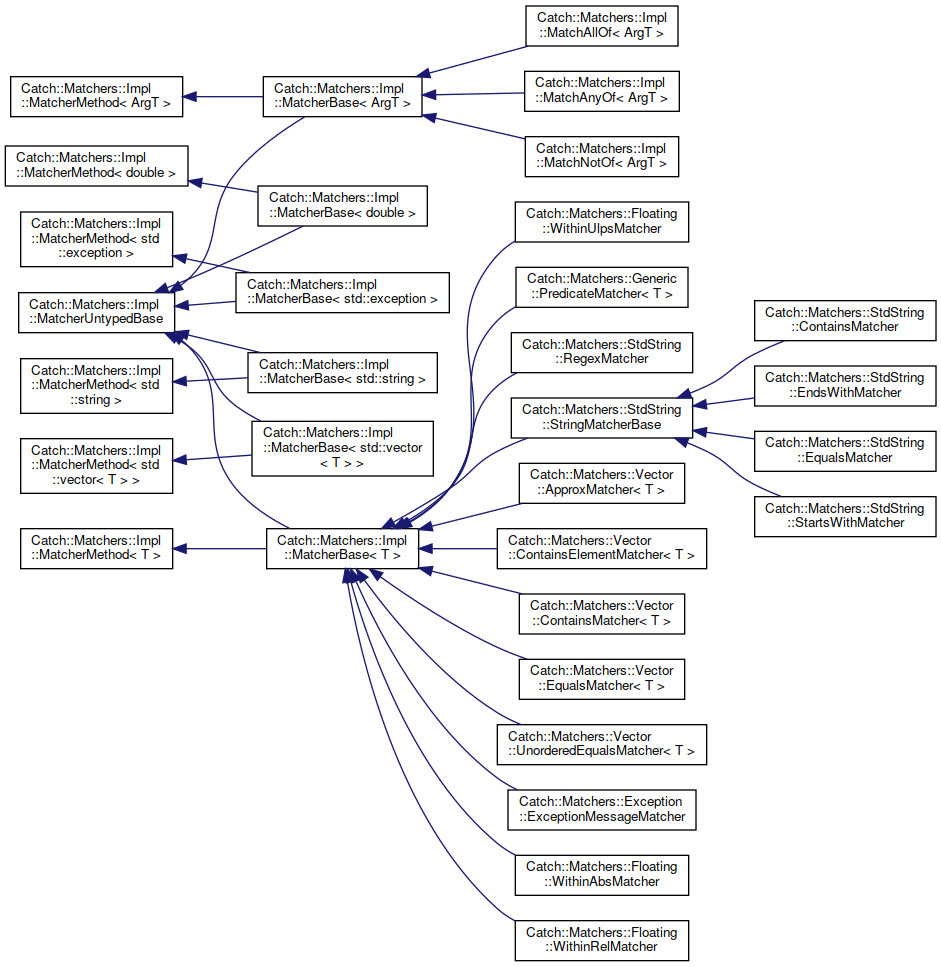 Catch::Matchers::Impl
::MatcherMethod< ArgT >
Catch::Matchers::Impl
::MatcherMethod< double >
Catch::Matchers::Impl
::MatcherMethod< std
::exception >
Catch::Matchers::Impl
::MatcherUntypedBase
Catch::Matchers::Impl
::MatcherMethod< std
::string >
Catch::Matchers::Impl
::MatcherMethod< std
::vector< T > >
Catch::Matchers::Impl
::MatcherMethod< T >
Catch::Matchers::Impl
::MatcherBase< ArgT >
Catch::Matchers::Impl
::MatcherBase< double >
Catch::Matchers::Impl
::MatcherBase< std::exception >
Catch::Matchers::Impl
::MatcherBase< std::string >
Catch::Matchers::Impl
::MatcherBase< std::vector
< T > >
Catch::Matchers::Impl
::MatcherBase< T >
Catch::Matchers::Impl
::MatchAllOf< ArgT >
Catch::Matchers::Impl
::MatchAnyOf< ArgT >
Catch::Matchers::Impl
::MatchNotOf< ArgT >
Catch::Matchers::Floating
::WithinUlpsMatcher
Catch::Matchers::Generic
::PredicateMatcher< T >
Catch::Matchers::StdString
::RegexMatcher
Catch::Matchers::StdString
::StringMatcherBase
Catch::Matchers::Vector
::ApproxMatcher< T >
Catch::Matchers::Vector
::ContainsElementMatcher< T >
Catch::Matchers::Vector
::ContainsMatcher< T >
Catch::Matchers::Vector
::EqualsMatcher< T >
Catch::Matchers::Vector
::UnorderedEqualsMatcher< T >
Catch::Matchers::Exception
::ExceptionMessageMatcher
Catch::Matchers::Floating
::WithinAbsMatcher
Catch::Matchers::Floating
::WithinRelMatcher
Catch::Matchers::StdString
::ContainsMatcher
Catch::Matchers::StdString
::EndsWithMatcher
Catch::Matchers::StdString
::EqualsMatcher
Catch::Matchers::StdString
::StartsWithMatcher